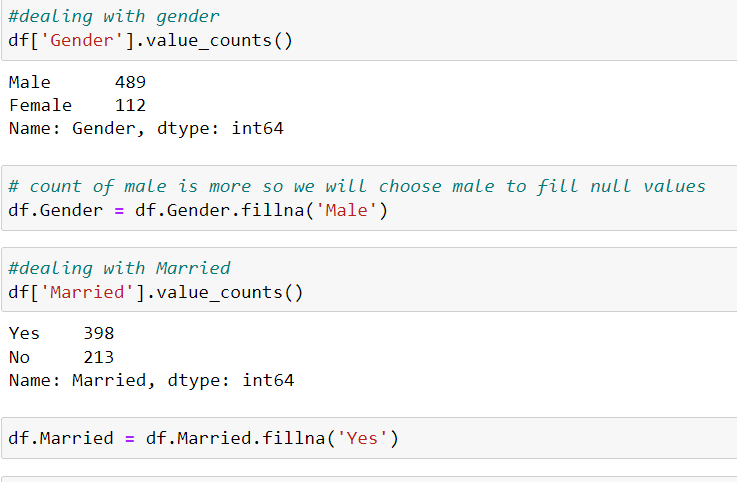 #dealing with gender
df['Gender'].value_counts()
Male      489
Female    112
Name: Gender, dtype: int64
# count of male is more so we will choose male to fill null values
df.Gender = df.Gender.fillna('Male')
#dealing with Married
df['Married'].value_counts()
Yes    398
No     213
Name: Married, dtype: int64
df.Married = df.Married.fillna('Yes')